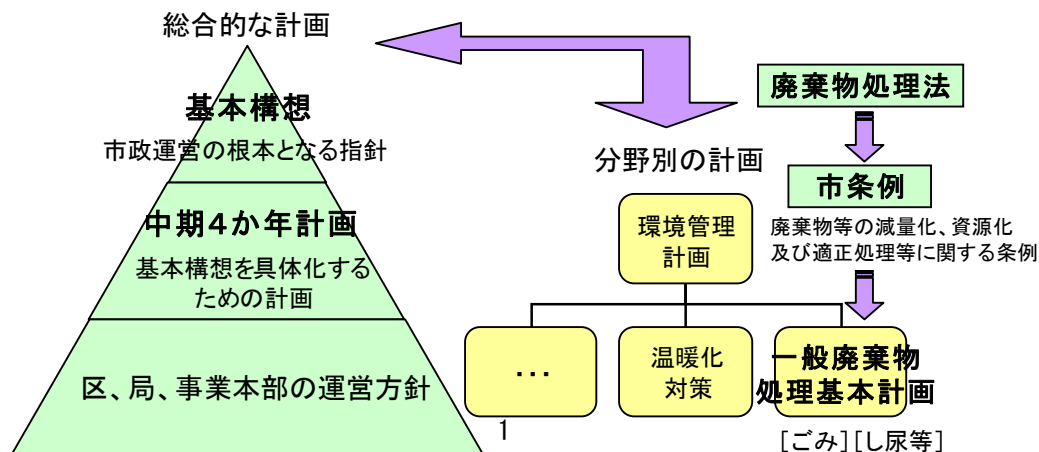 総合的な計画
基本構想
市政運営の根本となる指針
中期4か年計画
基本構想を具体化する
ための計画
区、局、事業本部の運営方針
分野別の計画
環境管理
計画
・・・
温暖化
対策
一般廃棄物
処理基本計画
[ごみ][し尿等]
廃棄物処理法
市条例
廃棄物等の減量化、資源化
及び適正処理等に関する条例
1